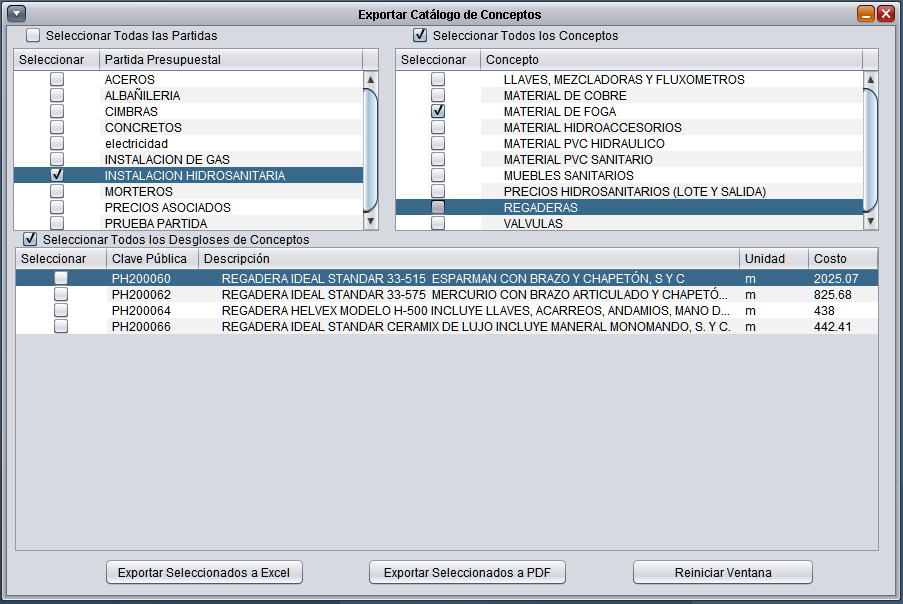 Exportar Catálogo de Conceptos
Seleccionar Todas las Partidas
Seleccionar Todos los Conceptos
Seleccionar Partida Presupuestal
ACEROS
ALBAÑILERIA
CIMBRAS
CONCRETOS
electricidad
INSTALACION DE GAS
INSTALACION HIDROSANITARIA
MORTEROS
PRECIOS ASOCIADOS
PRUEBA PARTIDA
Seleccionar Concepto
LLAVES, MEZCLADORAS Y FLUXOMETROS
MATERIAL DE COBRE
MATERIAL DE FOGA
MATERIAL HIDROACCESORIOS
MATERIAL PVC HIDRAULICO
MATERIAL PVC SANITARIO
MUEBLES SANITARIOS
PRECIOS HIDROSANITARIOS (LOTE Y SALIDA)
REGADERAS
VALVULAS
Seleccionar Todos los Desgloses de Conceptos
Seleccionar Clave Pública Descripción Unidad Costo
PH200060 REGADERA IDEAL STANDAR 33-515 ESPARMAN CON BRAZO Y CHAPETÓN, S Y C m 2025.07
PH200062 REGADERA IDEAL STANDAR 33-575 MERCURIO CON BRAZO ARTICULADO Y CHAPETÓ... m 825.68
PH200064 REGADERA HELVEX MODELO H-500 INCLUYE LLAVES, ACARREOS, ANDAMIOS, MANO D... m 438
PH200066 REGADERA IDEAL STANDAR CERAMIX DE LUJO INCLUYE MANERAL MONOMANDO, S. Y C. m 442.41
Exportar Seleccionados a Excel
Exportar Seleccionados a PDF
Reiniciar Ventana